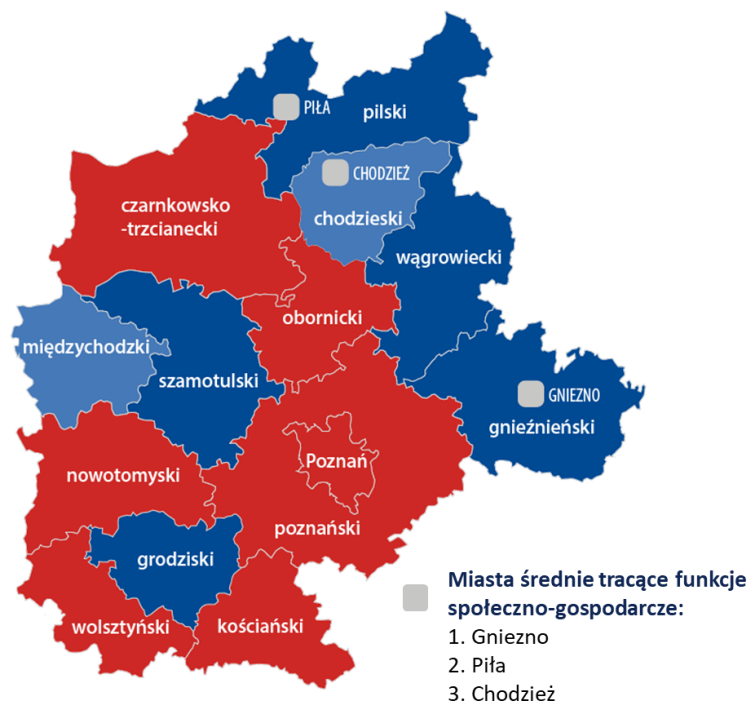 PIŁA
pilski
CHODZIEŻ
chodzieski
czarnkowsko
-trzcianecki
wągrowiecki
obornicki
międzychodzki
szamotulski
GNIEZNO
gnieźnieński
Poznań
nowotomyski
poznański
grodziski
wolsztyński
kościański
Miasta średnie tracące funkcje
społeczno-gospodarcze:
1. Gniezno
2. Piła
3. Chodzież